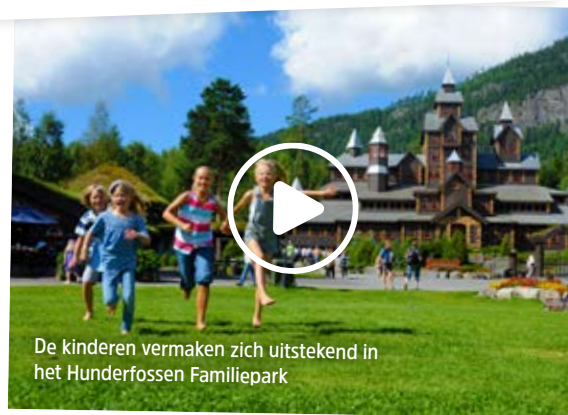 De kinderen vermaken zich uitstekend in
het Hunderfossen Familiepark